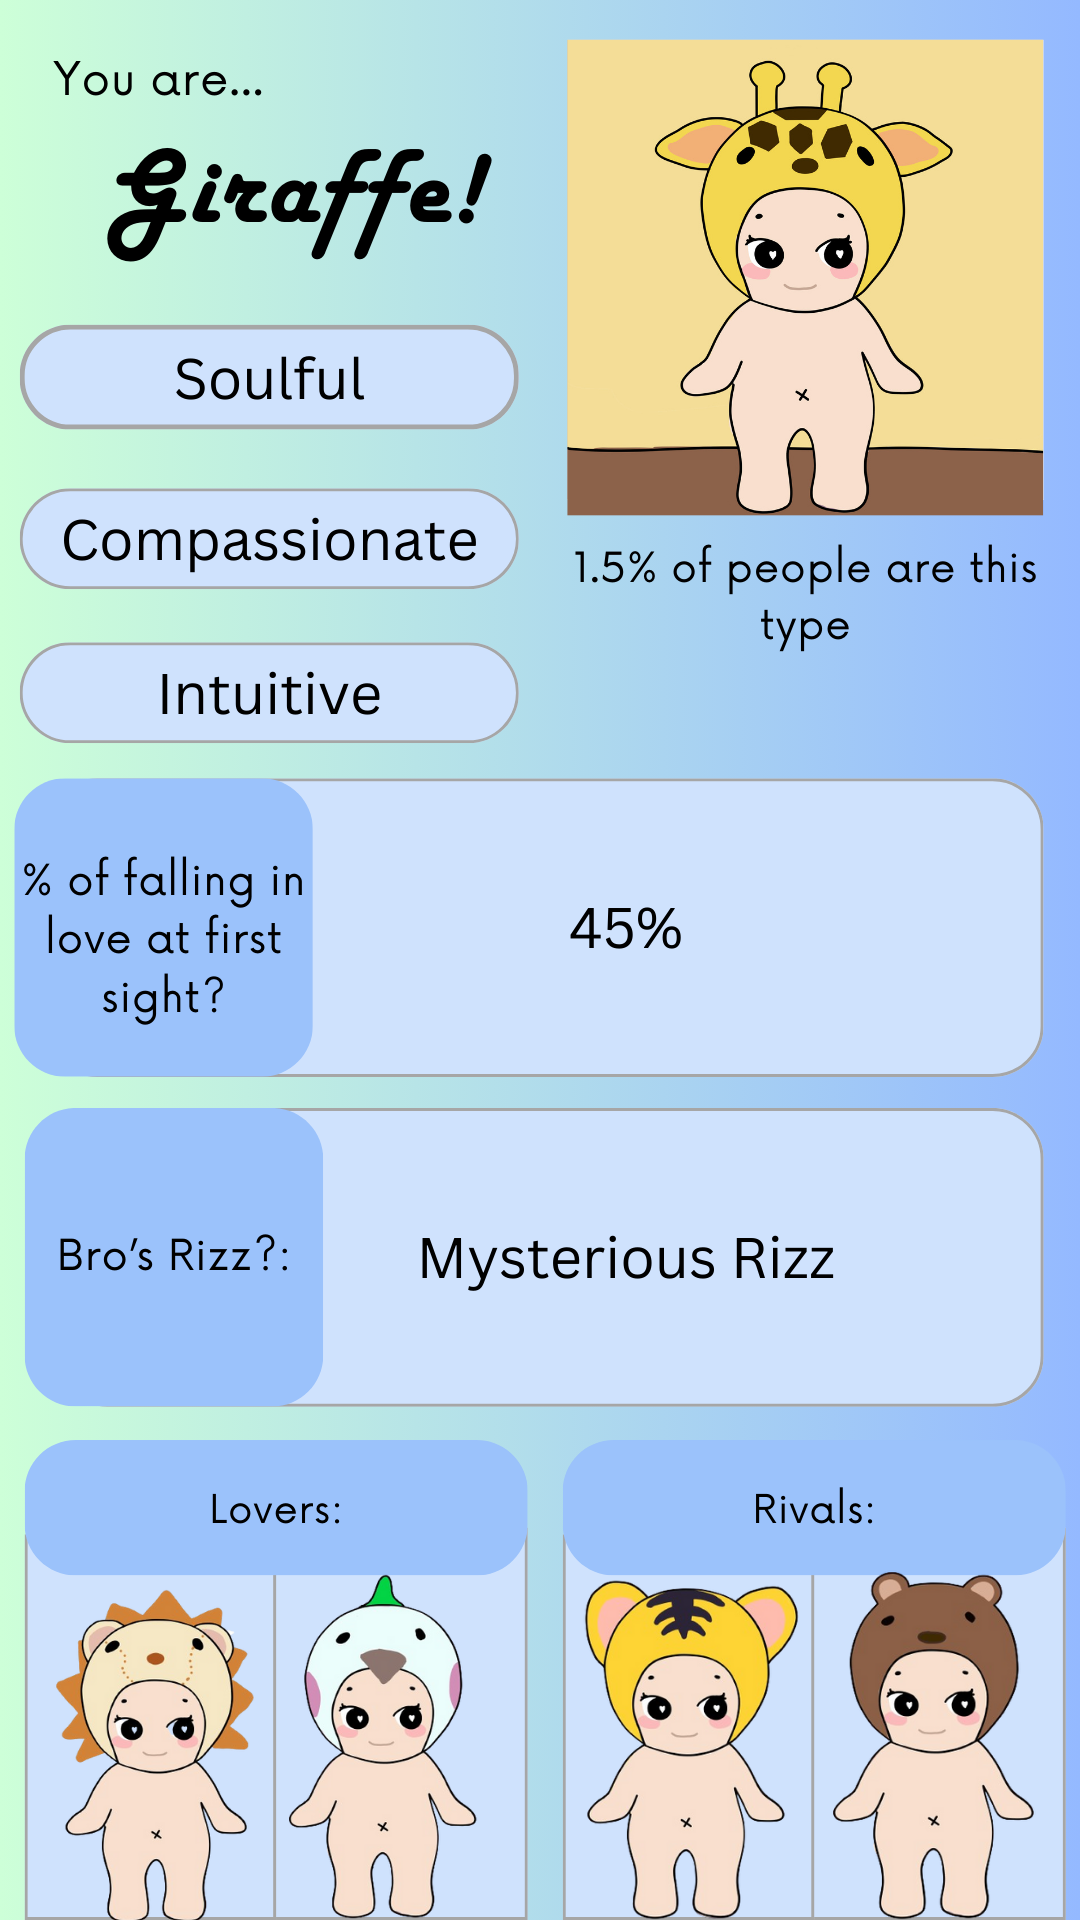 You are...
Giraffe!
Soulful
Compassionate
Intuitive
1.5% of people are this
type
% of falling in
love at first
sight?
45%
Bro's Rizz?:
Mysterious Rizz
Lovers:
Rivals: